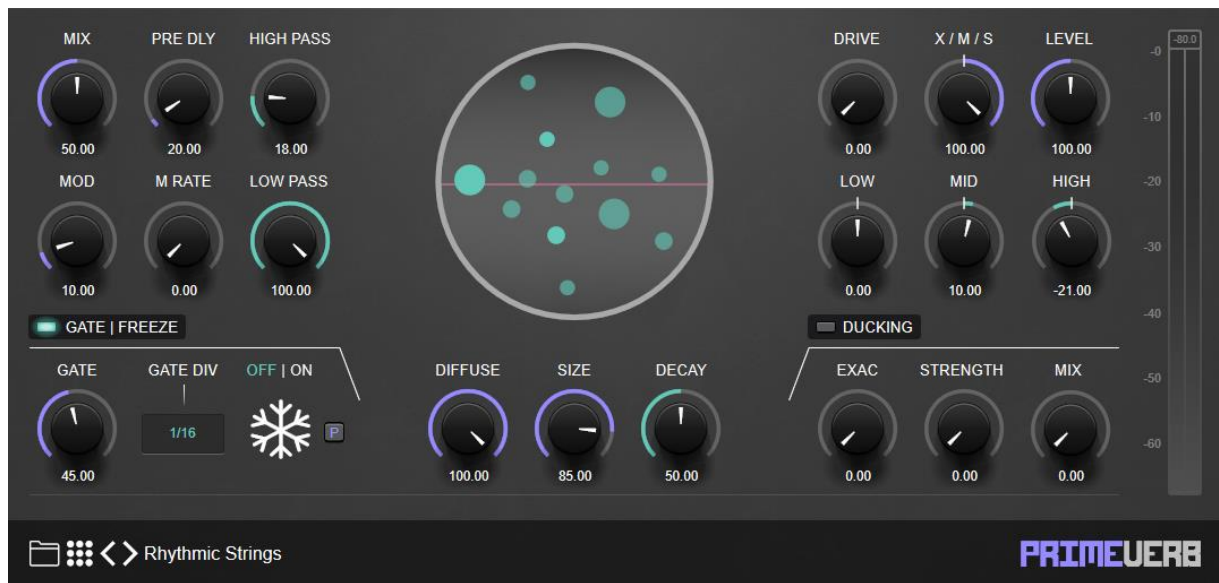 MIX PRE DLY HIGH PASS DRIVE X / M / S LEVEL -80.0
-0
-10
50.00 20.00 18.00 0.00 100.00 100.00
MOD M RATE LOW PASS LOW MID HIGH -20
-30
10.00 0.00 100.00 0.00 10.00 -21.00
-40
GATE | FREEZE DUCKING
GATE GATE DIV OFF | ON DIFFUSE SIZE DECAY EXAC STRENGTH MIX -50
1/16 P
-60
45.00 100.00 85.00 50.00 0.00 0.00 0.00
Rhythmic Strings PRIMEVERB